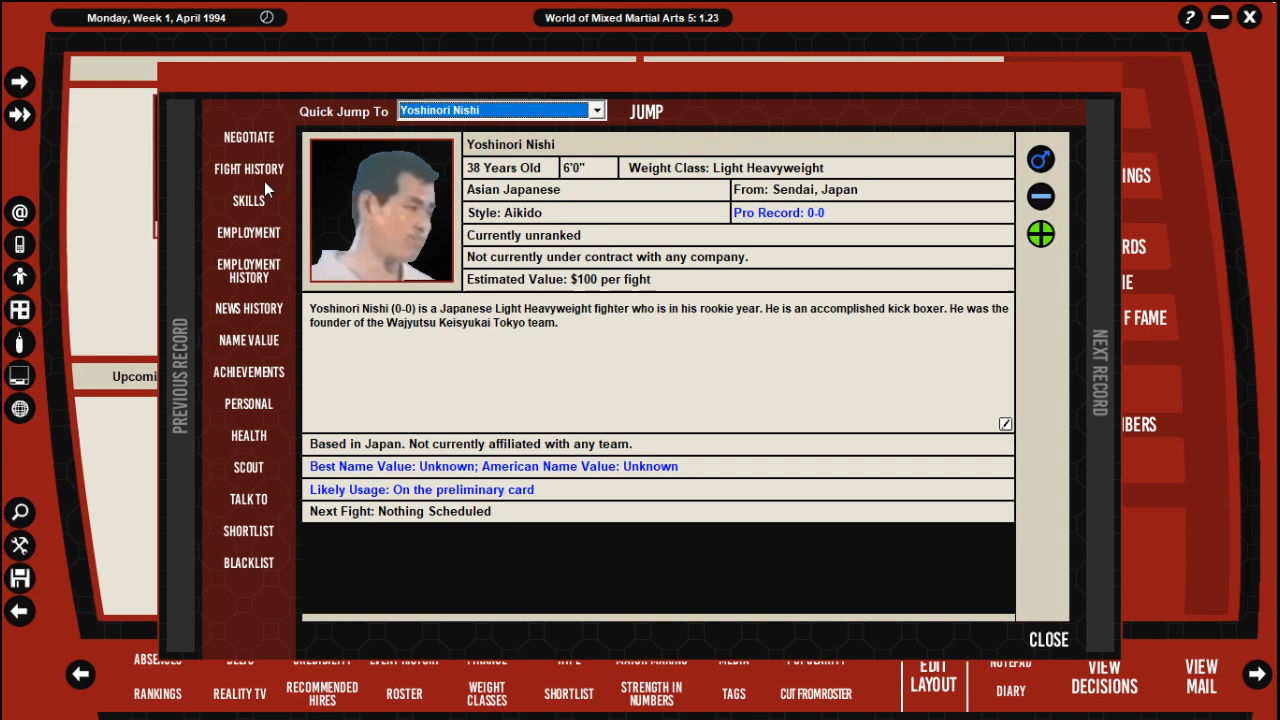 Monday, Week 1, April 1994
World of Mixed Martial Arts 5: 1.23
?
X
Quick Jump To
Yoshinori Nishi
JUMP
NEGOTIATE
FIGHT HISTORY
SKILLS
EMPLOYMENT
EMPLOYMENT
HISTORY
NEWS HISTORY
NAME VALUE
ACHIEVEMENTS
PERSONAL
HEALTH
SCOUT
TALK TO
SHORTLIST
BLACKLIST
PREVIOUS RECORD
Yoshinori Nishi
38 Years Old
6'0"
Weight Class: Light Heavyweight
Asian Japanese
From: Sendai, Japan
Style: Aikido
Pro Record: 0-0
Currently unranked
Not currently under contract with any company.
Estimated Value: $100 per fight
Yoshinori Nishi (0-0) is a Japanese Light Heavyweight fighter who is in his rookie year. He is an accomplished kick boxer. He was the
founder of the Wajyutsu Keisyukai Tokyo team.
Based in Japan. Not currently affiliated with any team.
Best Name Value: Unknown; American Name Value: Unknown
Likely Usage: On the preliminary card
Next Fight: Nothing Scheduled
NEXT RECORD
CLOSE
@
Upcomi
INGS
RDS
IE
F FAME
BERS
RANKINGS
REALITY TV
RECOMMENDED
HIRES
ROSTER
WEIGHT
CLASSES
SHORTLIST
STRENGTH IN
NUMBERS
TAGS
CUT FROM ROSTER
EDIT
LAYOUT
NOTEPAD
DIARY
VIEW
DECISIONS
VIEW
MAIL